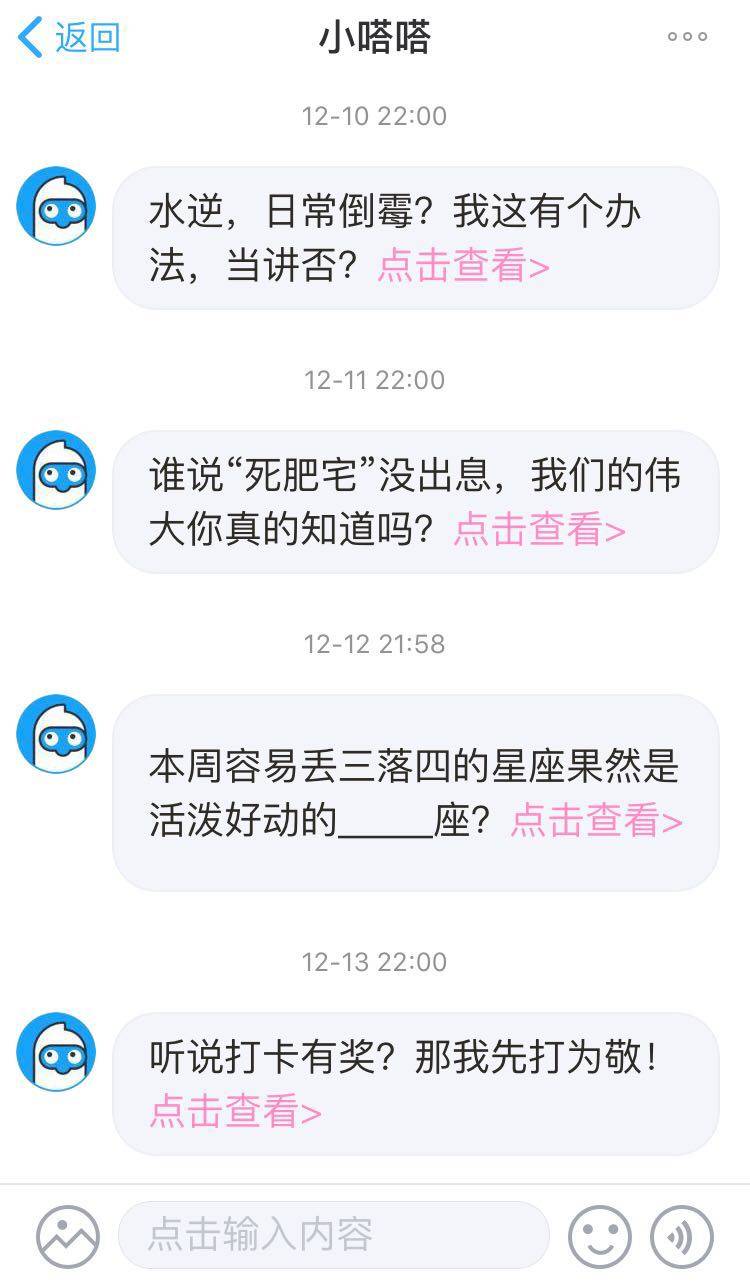 返回
小嗒嗒
12-10 22:00
水逆，日常倒霉？我这有个办
法，当讲否？点击查看>
12-11 22:00
谁说“死肥宅”没出息，我们的伟
大你真的知道吗？点击查看>
12-12 21:58
本周容易丢三落四的星座果然是
活泼好动的_____座？点击查看>
12-13 22:00
听说打卡有奖？那我先打为敬！
点击查看>
点击输入内容